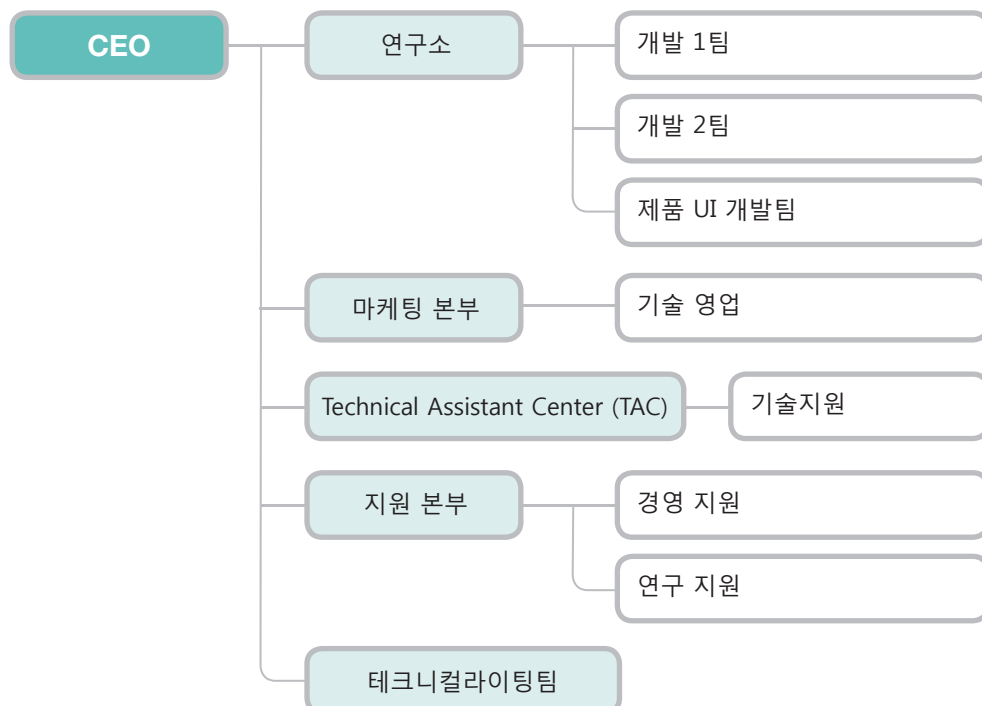 CEO
연구소
개발 1팀
개발 2팀
제품 UI 개발팀
마케팅 본부
기술 영업
Technical Assistant Center (TAC)
기술지원
지원 본부
경영 지원
연구 지원
테크니컬라이팅팀